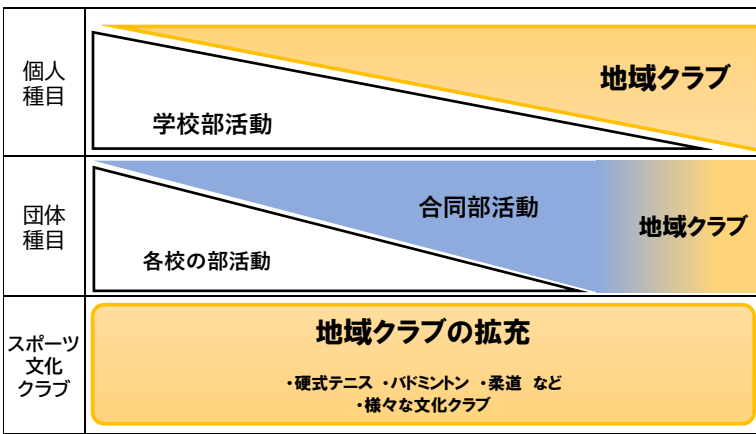 個人
種目
地域クラブ
学校部活動
団体
種目
合同部活動
地域クラブ
各校の部活動
スポーツ
文化
クラブ
地域クラブの拡充
・硬式テニス ・バドミントン ・柔道 など
・様々な文化クラブ